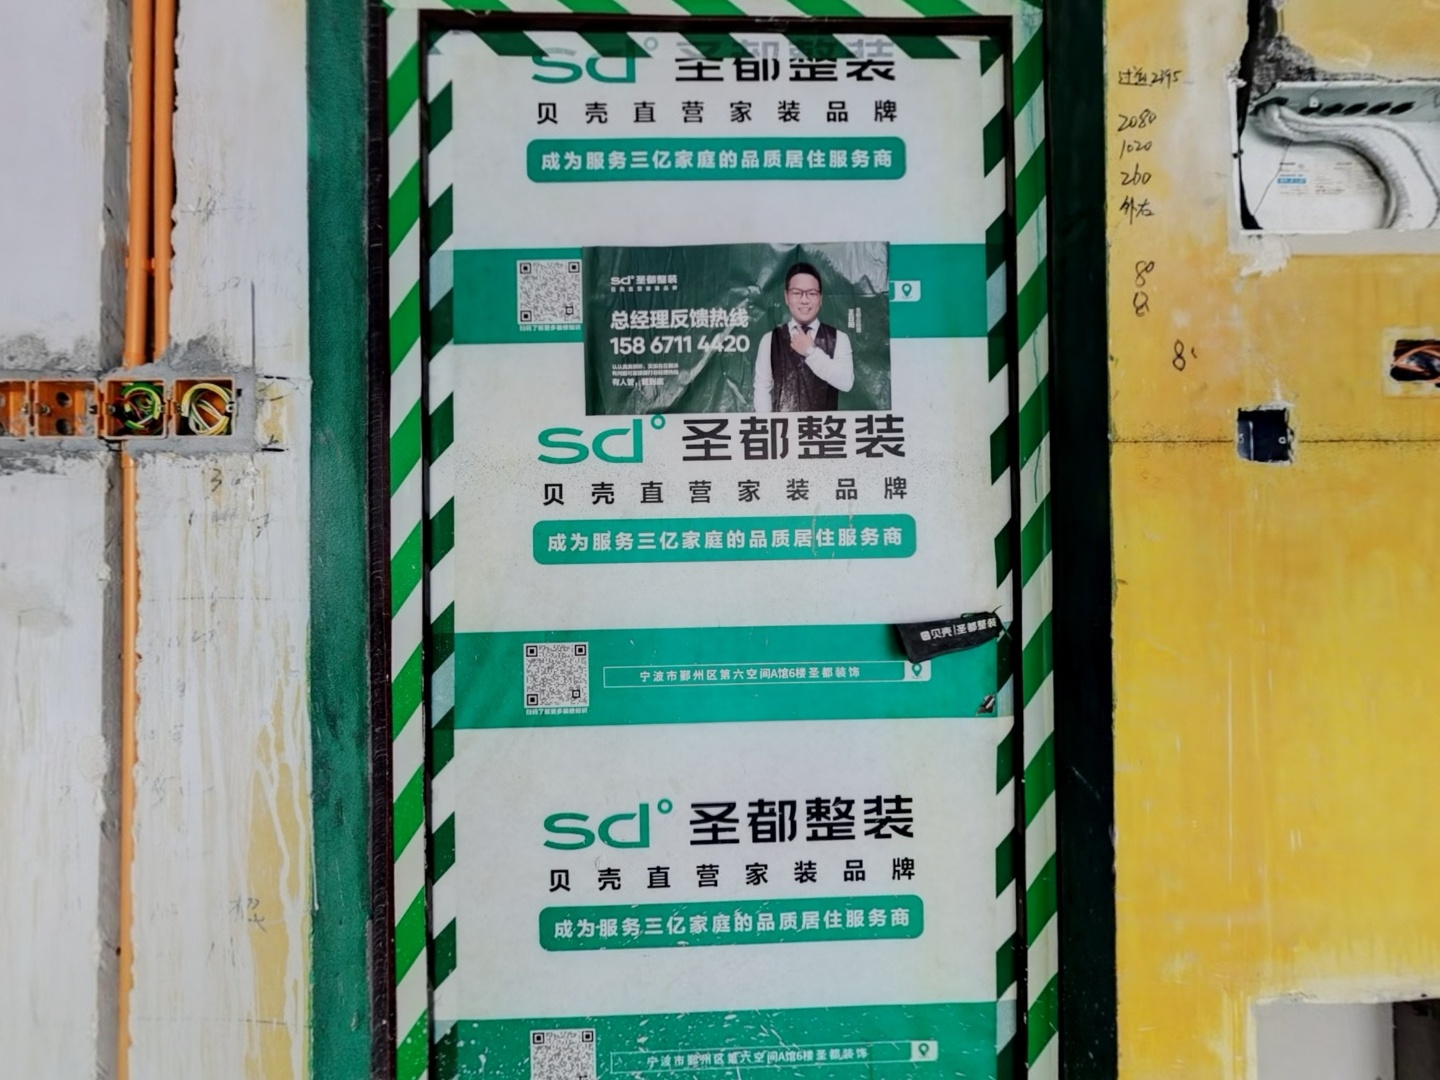 sd° 圣都整装
贝壳直营家装品牌
成为服务三亿家庭的品质居住服务商
sd° 圣都整装
总经理反馈热线
158 6711 4420
sd° 圣都整装
贝壳直营家装品牌
成为服务三亿家庭的品质居住服务商
贝壳|圣都整装
宁波市鄞州区第六空间A馆6楼圣都装饰
sd° 圣都整装
贝壳直营家装品牌
成为服务三亿家庭的品质居住服务商
宁波市鄞州区第六空间A馆6楼圣都装饰
2080
1020
260
外右
80
8
8